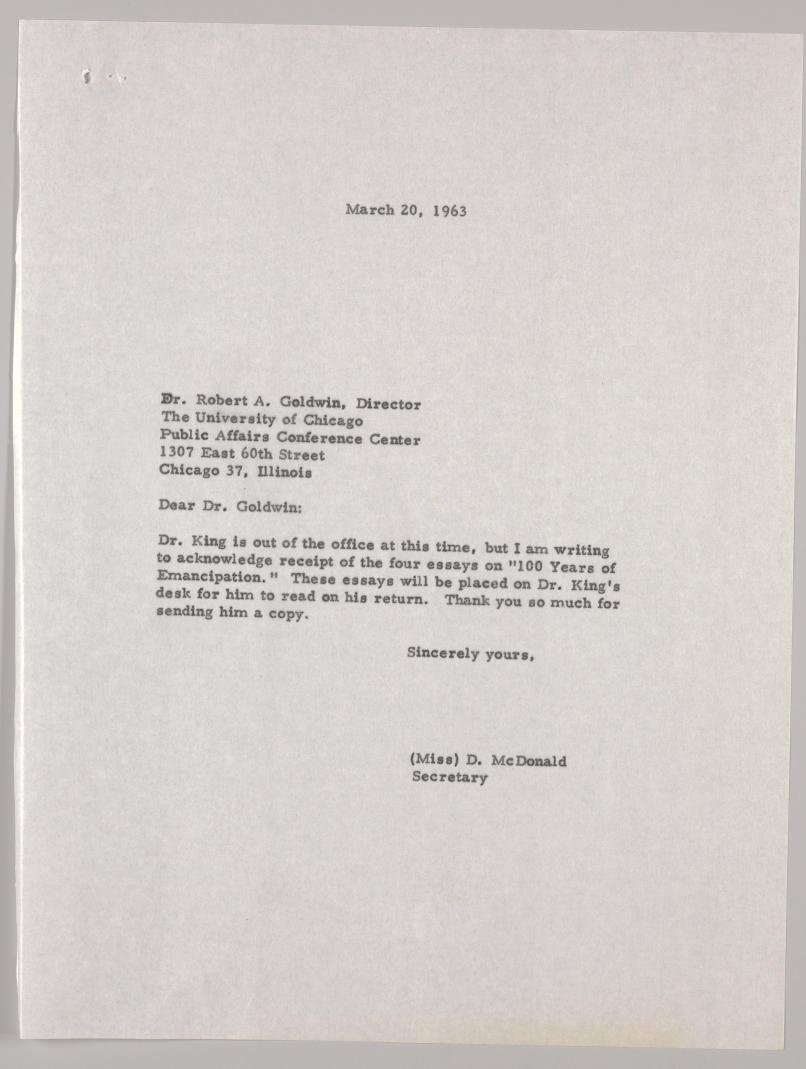 March 20, 1963
Dr. Robert A. Goldwin, Director
The University of Chicago
Public Affairs Conference Center
1307 East 60th Street
Chicago 37, Illinois
Dear Dr. Goldwin:
Dr. King is out of the office at this time, but I am writing
to acknowledge receipt of the four essays on "100 Years of
Emancipation." These essays will be placed on Dr. King's
desk for him to read on his return. Thank you so much for
sending him a copy.
Sincerely yours,
(Miss) D. McDonald
Secretary